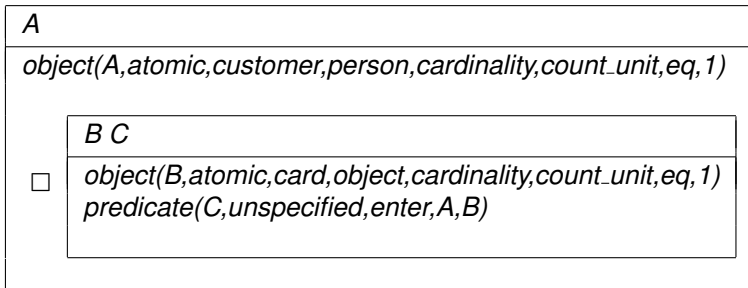 A
object(A,atomic,customer,person,cardinality,count_unit,eq,1)
B C
□ object(B,atomic,card,object,cardinality,count_unit,eq,1)
predicate(C,unspecified,enter,A,B)